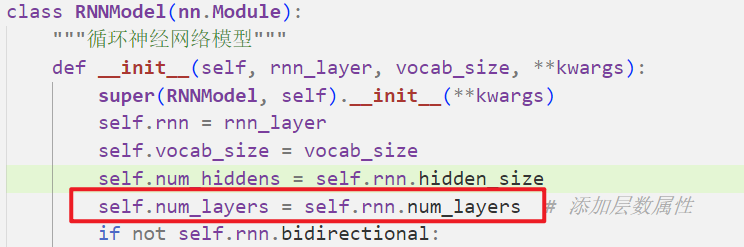 class RNNModel(nn.Module):
"""循环神经网络模型"""
def __init__(self, rnn_layer, vocab_size, **kwargs):
super(RNNModel, self).__init__(**kwargs)
self.rnn = rnn_layer
self.vocab_size = vocab_size
self.num_hiddens = self.rnn.hidden_size
self.num_layers = self.rnn.num_layers # 添加层数属性
if not self.rnn.bidirectional: